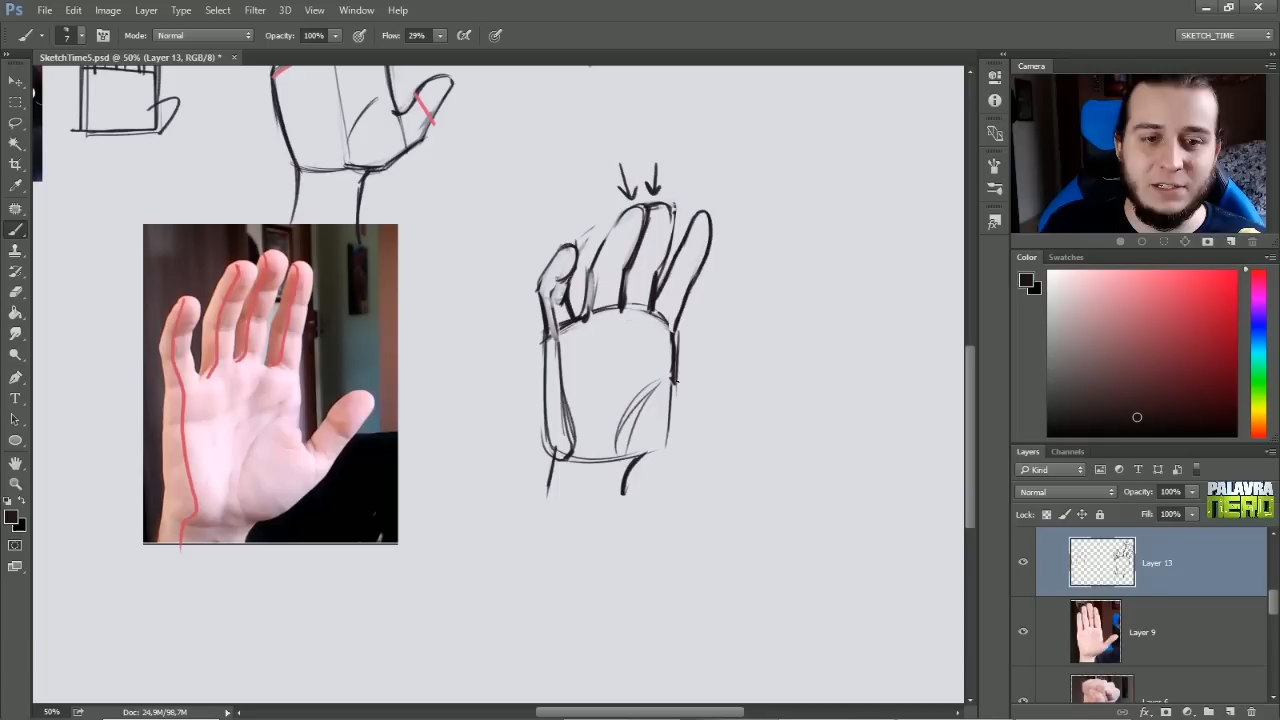 Ps File Edit Image Layer Type Select Filter 3D View Window Help
7 Mode: Normal Opacity: 100% Flow: 29% SKETCH_TIME
SketchTime5.psd @ 50% (Layer 13, RGB/8) * ×
Camera
Color Swatches
Layers Channels
Kind
Normal Opacity: 100%
PALAVRA
NERD
Lock: Fill: 100%
Layer 13
Layer 9
50% Doc: 24,9M/98,7M